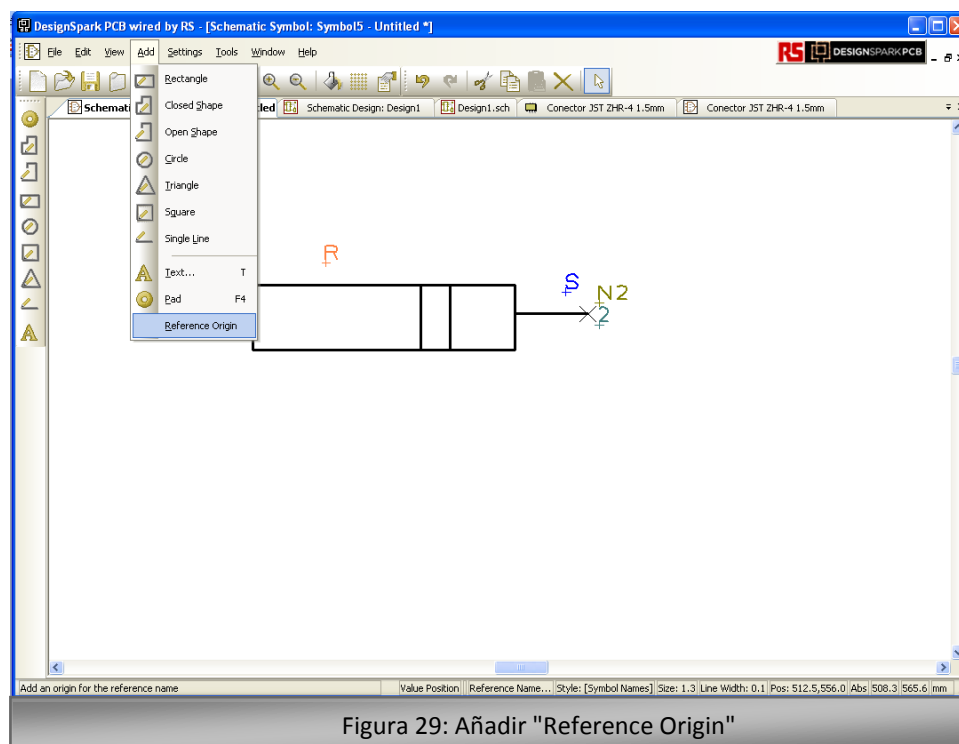 DesignSpark PCB wired by RS - [Schematic Symbol: Symbol5 - Untitled *]
File Edit View Add Settings Tools Window Help
RS DESIGNSPARK PCB
Schemati
led
Schematic Design: Design1
Design1.sch
Conector JST ZHR-4 1.5mm
Conector JST ZHR-4 1.5mm
Rectangle
Closed Shape
Open Shape
Circle
Triangle
Square
Single Line
Text... T
Pad F4
Reference Origin
R
S
N2
2
Add an origin for the reference name
Value Position
Reference Name...
Style: [Symbol Names]
Size: 1.3
Line Width: 0.1
Pos: 512.5,556.0
Abs
508.3
565.6
mm
Figura 29: Añadir "Reference Origin"